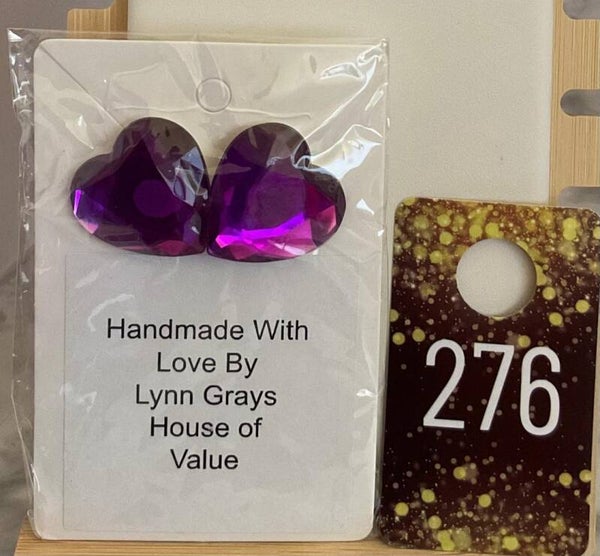 Handmade With
Love By
Lynn Grays
House of
Value
276